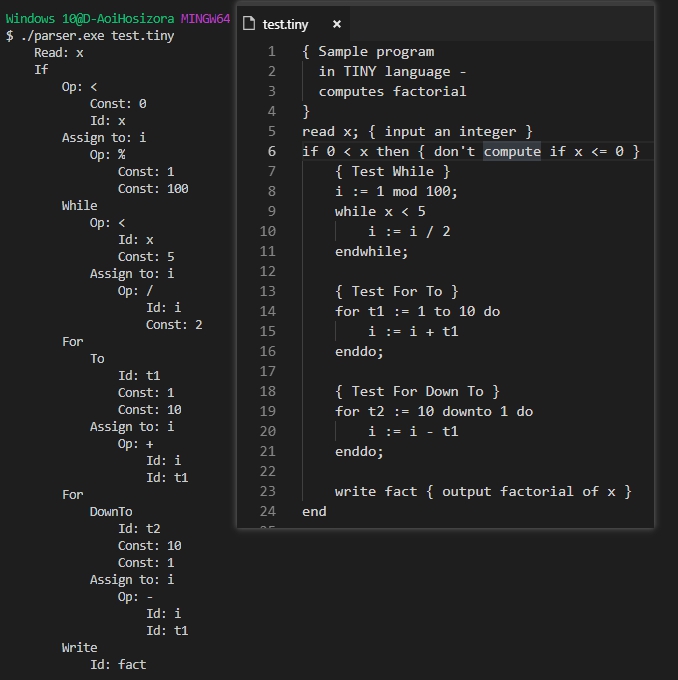 Windows 10@D-AoiHosizora MINGW64
$ ./parser.exe test.tiny
    Read: x
    If
        Op: <
            Const: 0
            Id: x
        Assign to: i
            Op: %
                Const: 1
                Const: 100
        While
            Op: <
                Id: x
                Const: 5
            Assign to: i
                Op: /
                    Id: i
                    Const: 2
        For
            To
                Id: t1
                Const: 1
                Const: 10
            Assign to: i
                Op: +
                    Id: i
                    Id: t1
        For
            DownTo
                Id: t2
                Const: 10
                Const: 1
            Assign to: i
                Op: -
                    Id: i
                    Id: t1
        Write
            Id: fact
test.tiny ×
1 { Sample program
2   in TINY language -
3   computes factorial
4 }
5 read x; { input an integer }
6 if 0 < x then { don't compute if x <= 0 }
7     { Test While }
8     i := 1 mod 100;
9     while x < 5
10         i := i / 2
11     endwhile;
12
13     { Test For To }
14     for t1 := 1 to 10 do
15         i := i + t1
16     enddo;
17
18     { Test For Down To }
19     for t2 := 10 downto 1 do
20         i := i - t1
21     enddo;
22
23     write fact { output factorial of x }
24 end